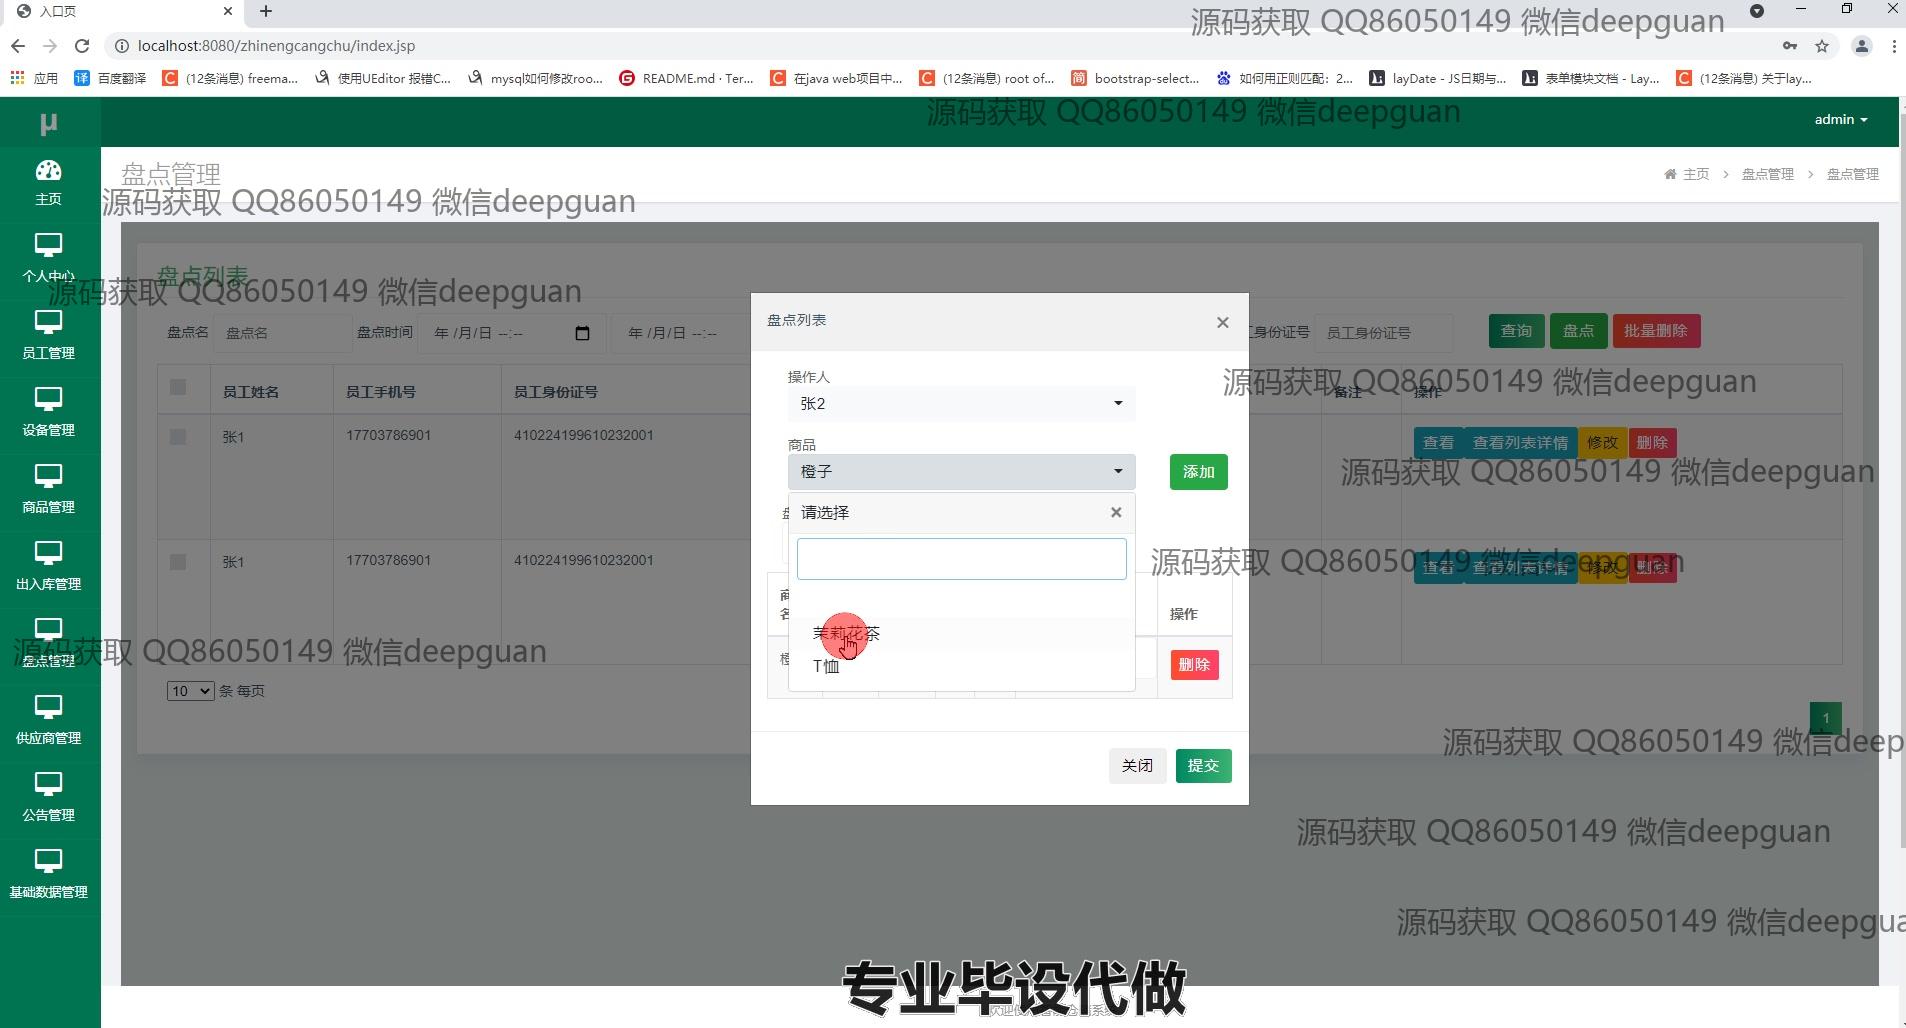 入口页
源码获取 QQ86050149 微信deepguan
localhost:8080/zhinengcangchu/index.jsp
应用 百度翻译 (12条消息) freema... 使用UEditor 报错C... mysql如何修改roo... README.md · Ter... 在java web项目中... (12条消息) root of... bootstrap-select... 如何用正则匹配：2... layDate - JS日期与... 表单模块文档 - Lay... (12条消息) 关于lay...
μ
源码获取 QQ86050149 微信deepguan
admin
主页
盘点管理
主页 > 盘点管理 > 盘点管理
源码获取 QQ86050149 微信deepguan
个人中心
盘点列表
源码获取 QQ86050149 微信deepguan
员工管理
盘点名 盘点名 盘点时间 年 /月/日 --:-- 年 /月/日 --:-- 身份证号 员工身份证号 查询 盘点 批量删除
员工姓名 员工手机号 员工身份证号 备注 操作
源码获取 QQ86050149 微信deepguan
张1 17703786901 410224199610232001 查看 查看列表详情 修改 删除
源码获取 QQ86050149 微信deepguan
张1 17703786901 410224199610232001 查看 查看列表详情 修改 删除
源码获取 QQ86050149 微信deepguan
设备管理
商品管理
出入库管理
盘点管理
源码获取 QQ86050149 微信deepguan
供应商管理
公告管理
基础数据管理
10 条 每页
1
盘点列表 ×
操作人
张2
商品
橙子
添加
请选择 ×
茉莉花茶
T恤
操作
删除
关闭 提交
源码获取 QQ86050149 微信deep
源码获取 QQ86050149 微信deepguan
源码获取 QQ86050149 微信deepgua
专业毕设代做